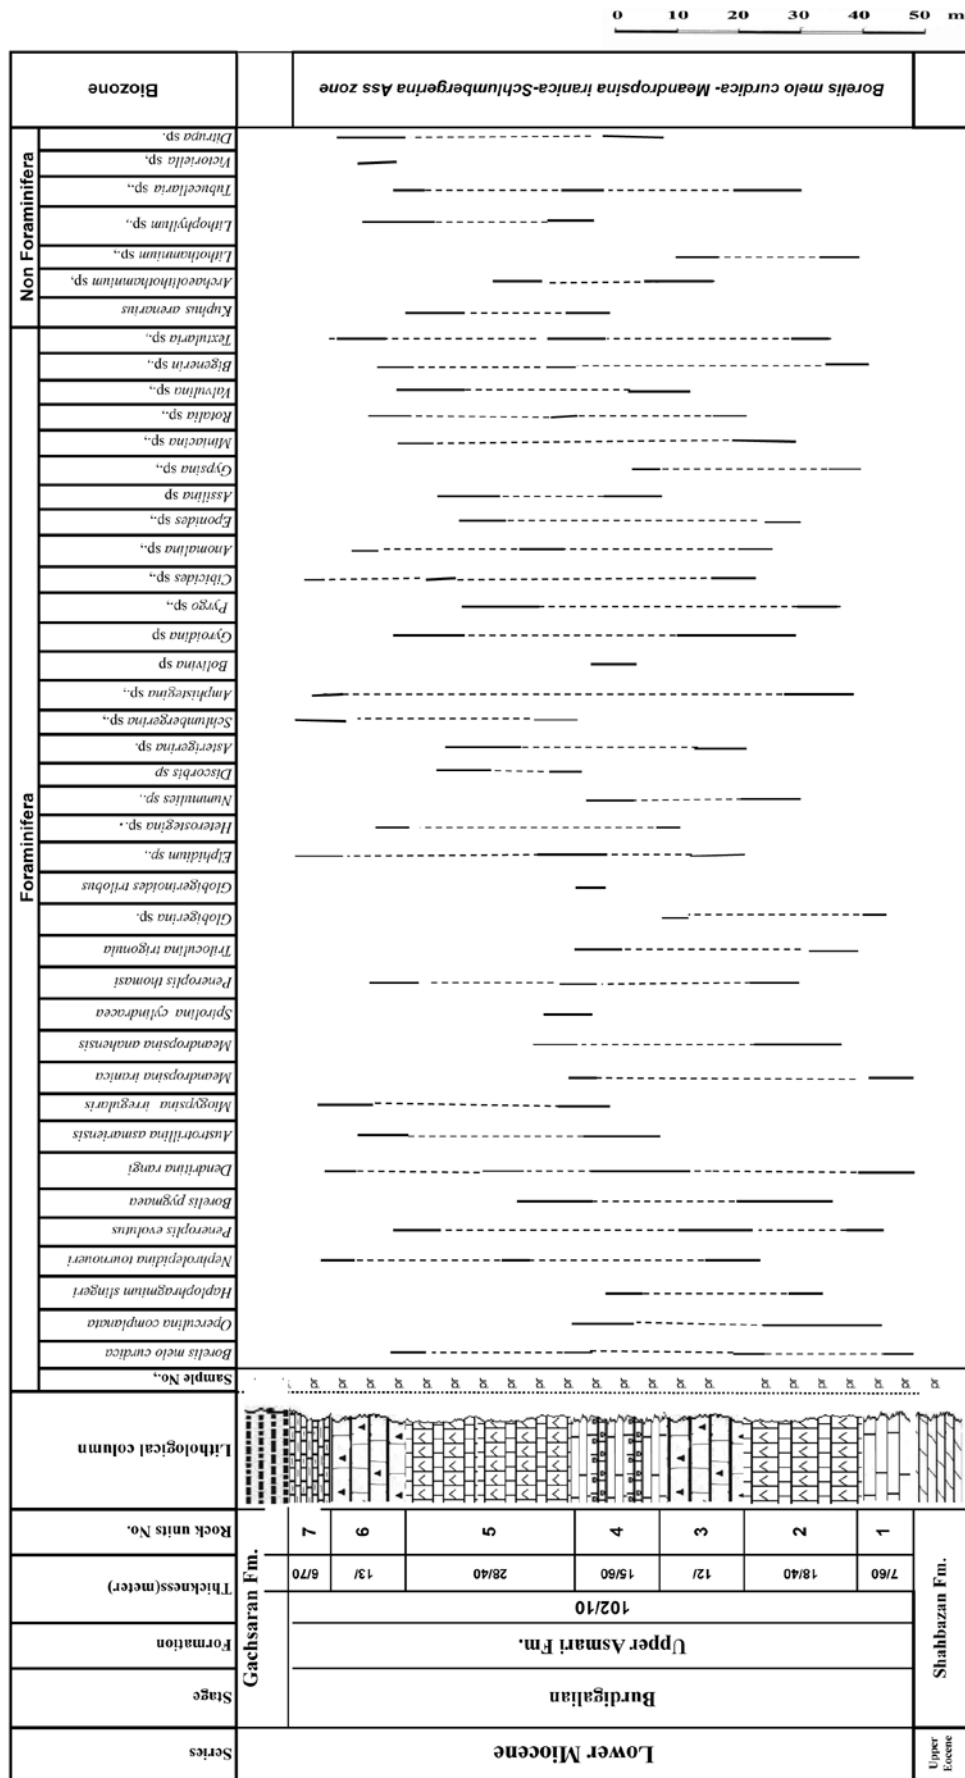 0 10 20 30 40 50 m
Biozone
Borelis melo curdica- Meandropsina iranica-Schlumbergerina Ass zone
Non Foraminifera
Ditrupa sp.
Victoriella sp,
Tubucellaria sp.,
Lithophyllum sp.,
Lithothamnium sp.,
Archaeolithothamnium sp,
Kuphus arenarius
Foraminifera
Textularia sp.,
Bigenerin sp.,
Valvulina sp.,
Rotalia sp.,
Miniacina sp.,
Gypsina sp.,
Assilina sp
Eponides sp.,
Anomalina sp.,
Cibicides sp.,
Pyrgo sp.,
Gyroidina sp
Bolivina sp
Amphistegina sp.,
Schlumbergerina sp.,
Asterigerina sp.
Discorbis sp
Nummulies sp.,
Heterostegina sp.
Elphidium sp.,
Globigerinoides trilobus
Globigerina sp.
Triloculina trigonula
Peneroplis thomasi
Spirolina cylindracea
Meandropsina anahensis
Meandropsina iranica
Miogypsina irregularis
Austrotrillina asmariensis
Dendritina rangi
Borelis pygmaea
Peneroplis evolutus
Nephrolepidina tournoueri
Haplophragmium slingeri
Operculina complanata
Borelis melo curdica
Sample No.,
Lithological column
Rock units No.
7 6 5 4 3 2 1
Thickness(meter)
6/70 13/ 28/40 15/60 12/ 18/40 7/60
102/10
Formation
Gachsaran Fm.
Upper Asmari Fm.
Shahbazan Fm.
Stage
Burdigalian
Series
Lower Miocene
Upper
Eocene